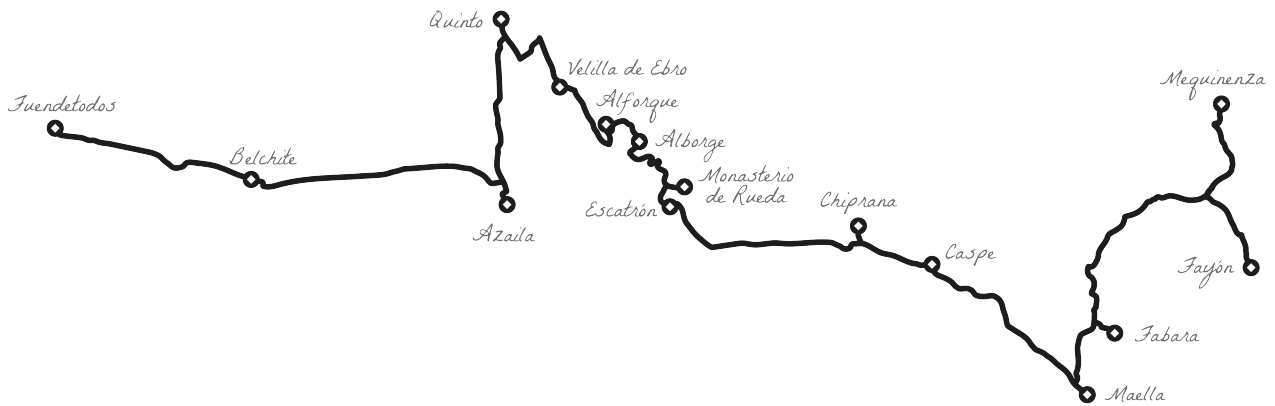 Quinto
Velilla de Ebro
Mequinenza
Fuendetodos
Alforque
Belchite
Alborge
Monasterio
de Rueda
Escatrón
Chiprana
Azaila
Caspe
Fayón
Fabara
Maella